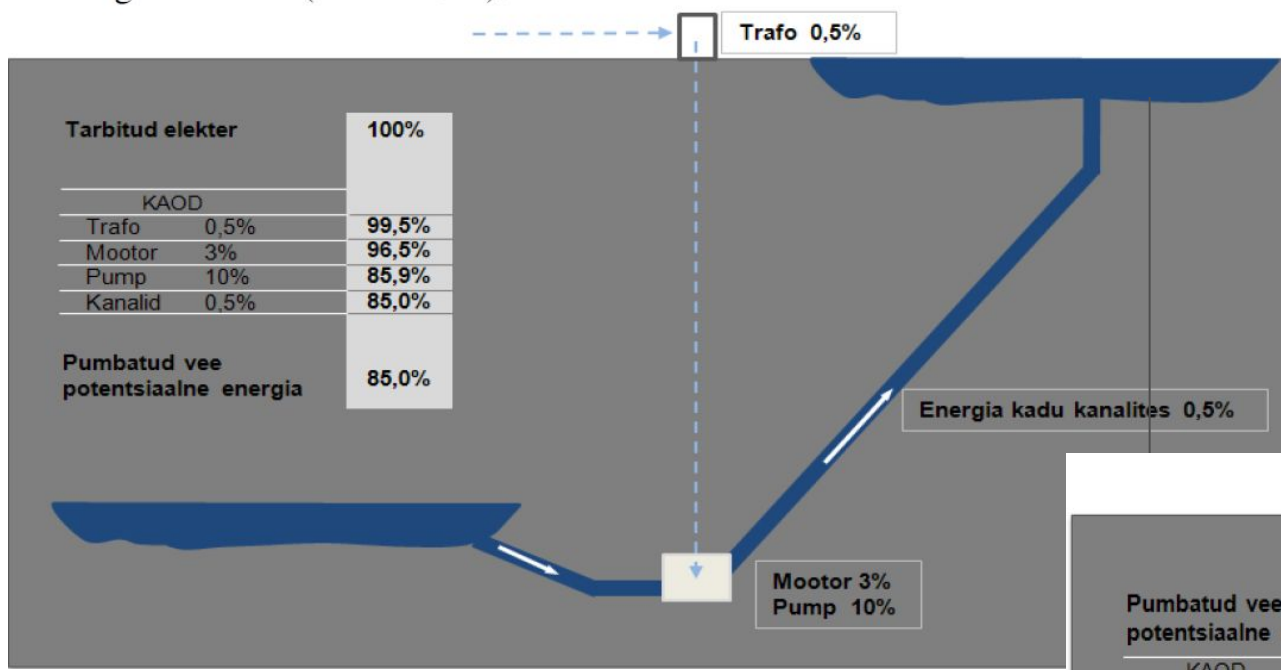 Trafo 0,5%
Tarbitud elekter 100%
KAOD
Trafo 0,5% 99,5%
Mootor 3% 96,5%
Pump 10% 85,9%
Kanalid 0,5% 85,0%
Pumbatud vee
potentsiaalne energia 85,0%
Energia kadu kanalites 0,5%
Mootor 3%
Pump 10%
Pumbatud vee
potentsiaalne
KAOD